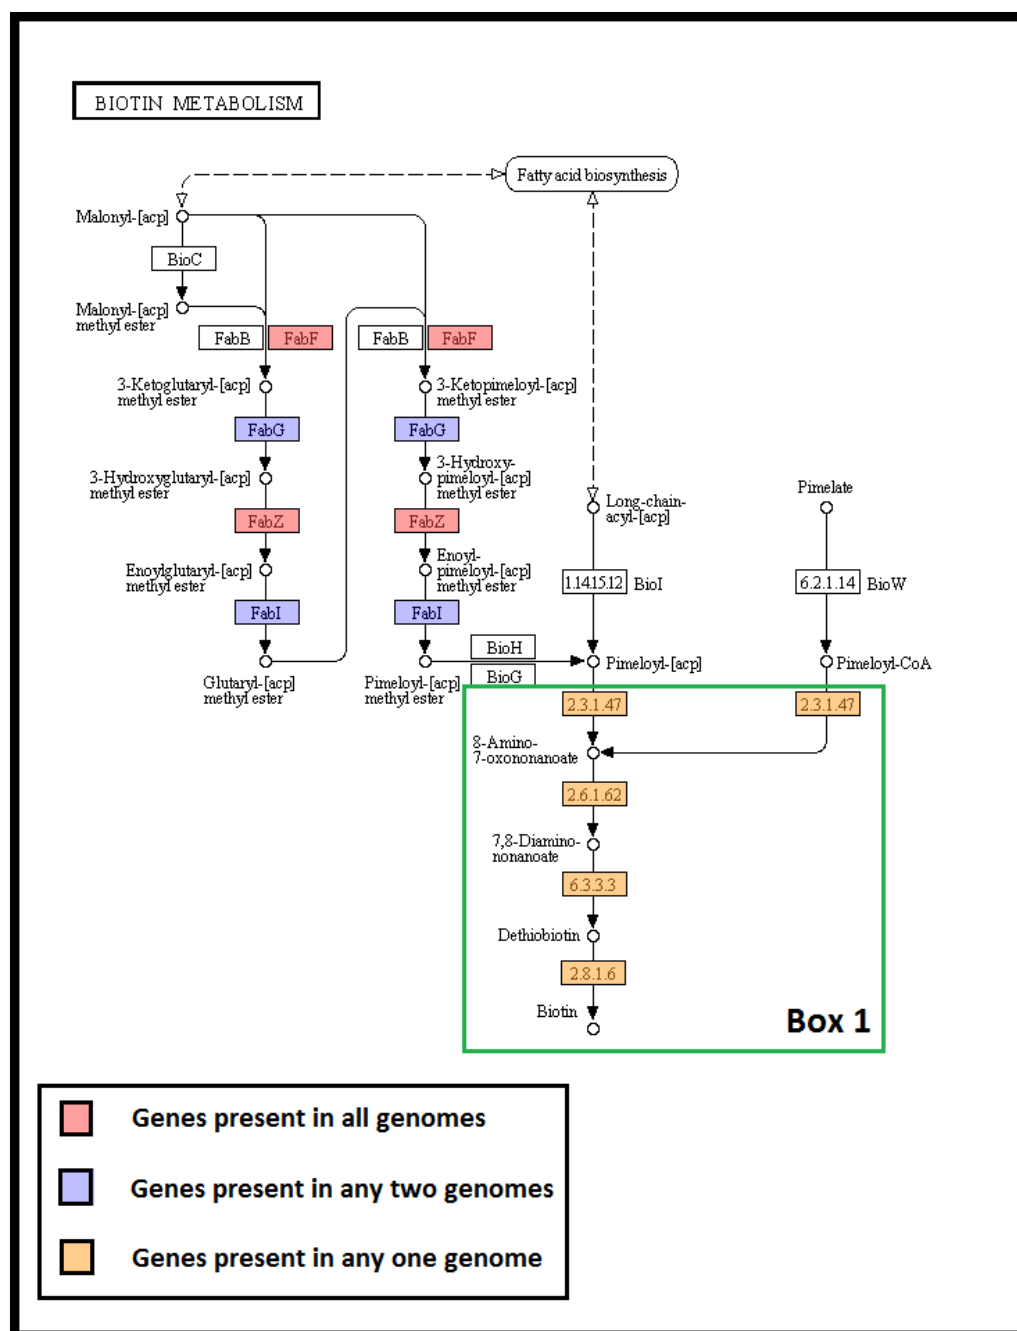 BIOTIN METABOLISM
Fatty acid biosynthesis
Malonyl-[acp]
BioC
Malonyl-[acp]
methyl ester
FabB
FabF
FabB
FabF
3-Ketoglutaryl-[acp]
methyl ester
3-Ketopimeloyl-[acp]
methyl ester
FabG
FabG
3-Hydroxyglutaryl-[acp]
methyl ester
3-Hydroxy-
pimeloyl-[acp]
methyl ester
Long-chain-
acyl-[acp]
Pimelate
FabZ
FabZ
Enoylglutaryl-[acp]
methyl ester
Enoyl-
pimeloyl-[acp]
methyl ester
1.14.15.12
BioI
6.2.1.14
BioW
FabI
FabI
BioH
BioG
Glutaryl-[acp]
methyl ester
Pimeloyl-[acp]
methyl ester
Pimeloyl-[acp]
Pimeloyl-CoA
2.3.1.47
2.3.1.47
8-Amino-
7-oxononanoate
2.6.1.62
7,8-Diamino-
nonanoate
6.3.3.3
Dethiobiotin
2.8.1.6
Biotin
Box 1
Genes present in all genomes
Genes present in any two genomes
Genes present in any one genome